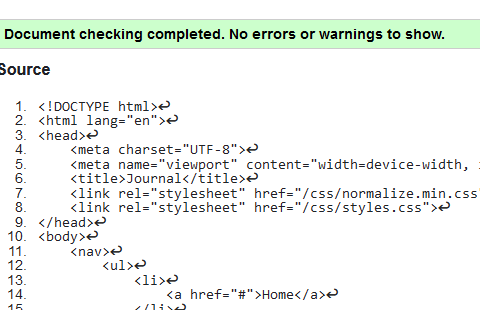 Document checking completed. No errors or warnings to show.
Source
1. <!DOCTYPE html>↩
2. <html lang="en">↩
3. <head>↩
4.     <meta charset="UTF-8">↩
5.     <meta name="viewport" content="width=device-width,
6.     <title>Journal</title>↩
7.     <link rel="stylesheet" href="/css/normalize.min.css
8.     <link rel="stylesheet" href="/css/styles.css">↩
9. </head>↩
10. <body>↩
11.     <nav>↩
12.         <ul>↩
13.             <li>↩
14.                 <a href="#">Home</a>↩
15.             </li>↩